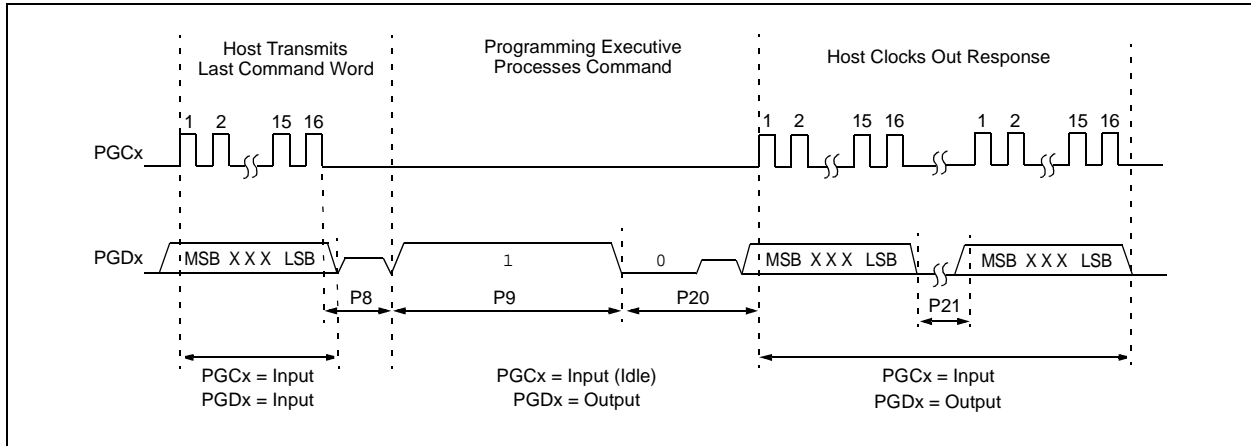 Host Transmits
Last Command Word
Programming Executive
Processes Command
Host Clocks Out Response
1 2 15 16 1 2 15 16 1 2 15 16
PGCx
PGDx
MSB X X X LSB 1 0 MSB X X X LSB MSB X X X LSB
P8 P9 P20 P21
PGCx = Input
PGDx = Input
PGCx = Input (Idle)
PGDx = Output
PGCx = Input
PGDx = Output